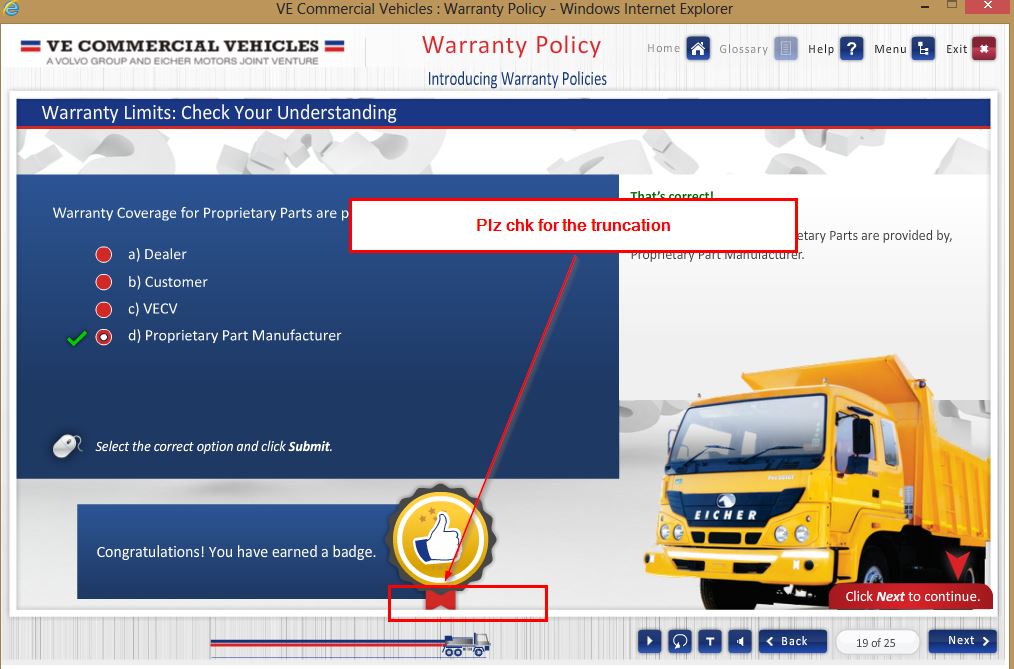 VE Commercial Vehicles : Warranty Policy - Windows Internet Explorer
VE COMMERCIAL VEHICLES
A VOLVO GROUP AND EICHER MOTORS JOINT VENTURE
Warranty Policy
Introducing Warranty Policies
Home Glossary Help ? Menu Exit
Warranty Limits: Check Your Understanding
Warranty Coverage for Proprietary Parts are p
a) Dealer
b) Customer
c) VECV
d) Proprietary Part Manufacturer
Select the correct option and click Submit.
That's correct!
etary Parts are provided by,
Proprietary Part Manufacturer.
Plz chk for the truncation
Congratulations! You have earned a badge.
EICHER
Click Next to continue.
T
Back
19 of 25
Next